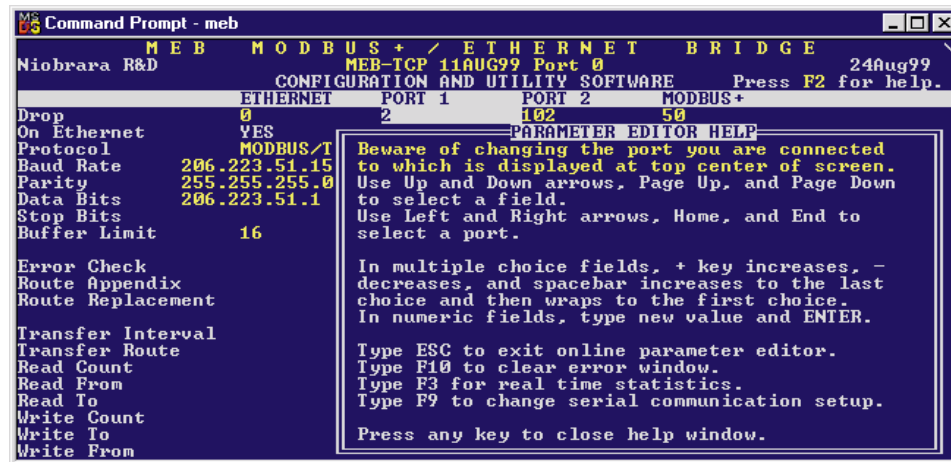 Command Prompt - meb
M E B M O D B U S + / E T H E R N E T B R I D G E
Niobrara R&D MEB-TCP 11AUG99 Port 0 24Aug99
CONFIGURATION AND UTILITY SOFTWARE Press F2 for help.
ETHERNET PORT 1 PORT 2 MODBUS+
Drop 0 2 102 50
On Ethernet YES
PARAMETER EDITOR HELP
Protocol MODBUS/T
Baud Rate 206.223.51.15
Parity 255.255.255.0
Data Bits 206.223.51.1
Stop Bits
Buffer Limit 16
Error Check
Route Appendix
Route Replacement
Transfer Interval
Transfer Route
Read Count
Read From
Read To
Write Count
Write To
Write From
Beware of changing the port you are connected
to which is displayed at top center of screen.
Use Up and Down arrows, Page Up, and Page Down
to select a field.
Use Left and Right arrows, Home, and End to
select a port.
In multiple choice fields, + key increases, -
decreases, and spacebar increases to the last
choice and then wraps to the first choice.
In numeric fields, type new value and ENTER.
Type ESC to exit online parameter editor.
Type F10 to clear error window.
Type F3 for real time statistics.
Type F9 to change serial communication setup.
Press any key to close help window.